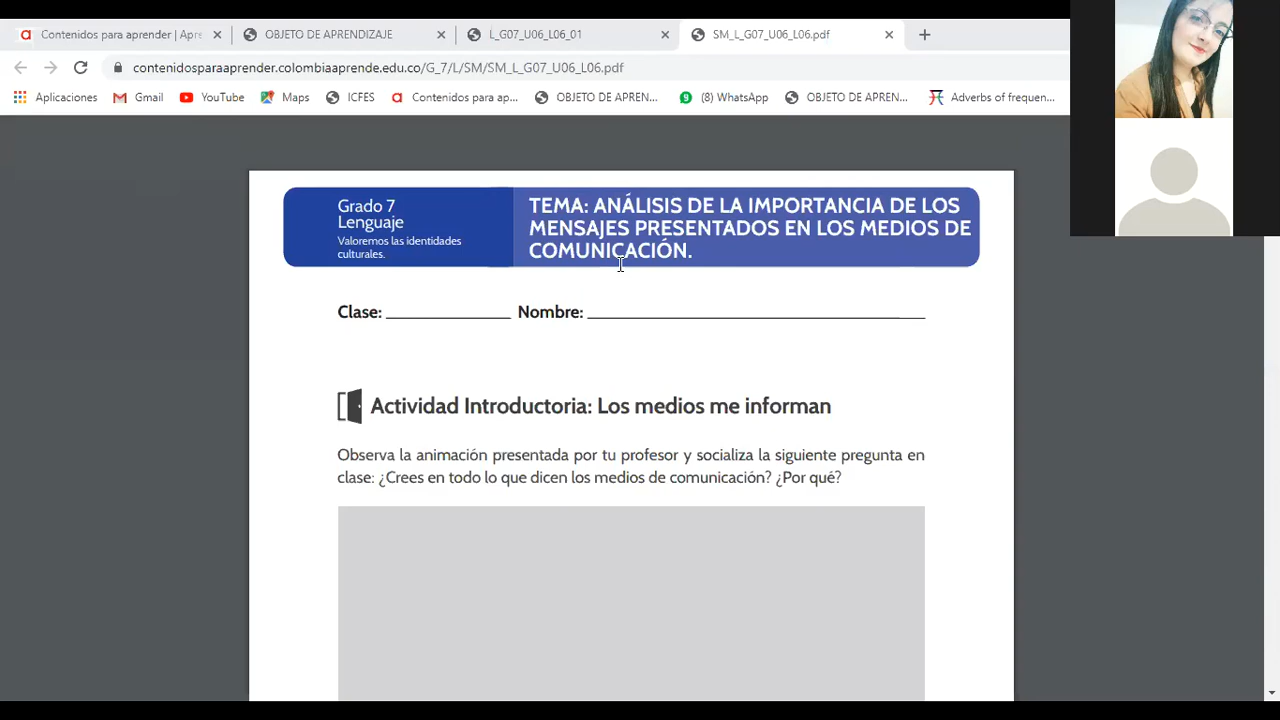 Contenidos para aprender | Apre
OBJETO DE APRENDIZAJE
L_G07_U06_L06_01
SM_L_G07_U06_L06.pdf
contenidosparaaprender.colombiaaprende.edu.co/G_7/L/SM/SM_L_G07_U06_L06.pdf
Aplicaciones
Gmail
YouTube
Maps
ICFES
Contenidos para ap...
OBJETO DE APREN...
(8) WhatsApp
OBJETO DE APREN...
Adverbs of frequen...
Grado 7
Lenguaje
Valoremos las identidades
culturales.
TEMA: ANÁLISIS DE LA IMPORTANCIA DE LOS
MENSAJES PRESENTADOS EN LOS MEDIOS DE
COMUNICACIÓN.
Clase: ____________ Nombre: ______________________________
Actividad Introductoria: Los medios me informan
Observa la animación presentada por tu profesor y socializa la siguiente pregunta en
clase: ¿Crees en todo lo que dicen los medios de comunicación? ¿Por qué?